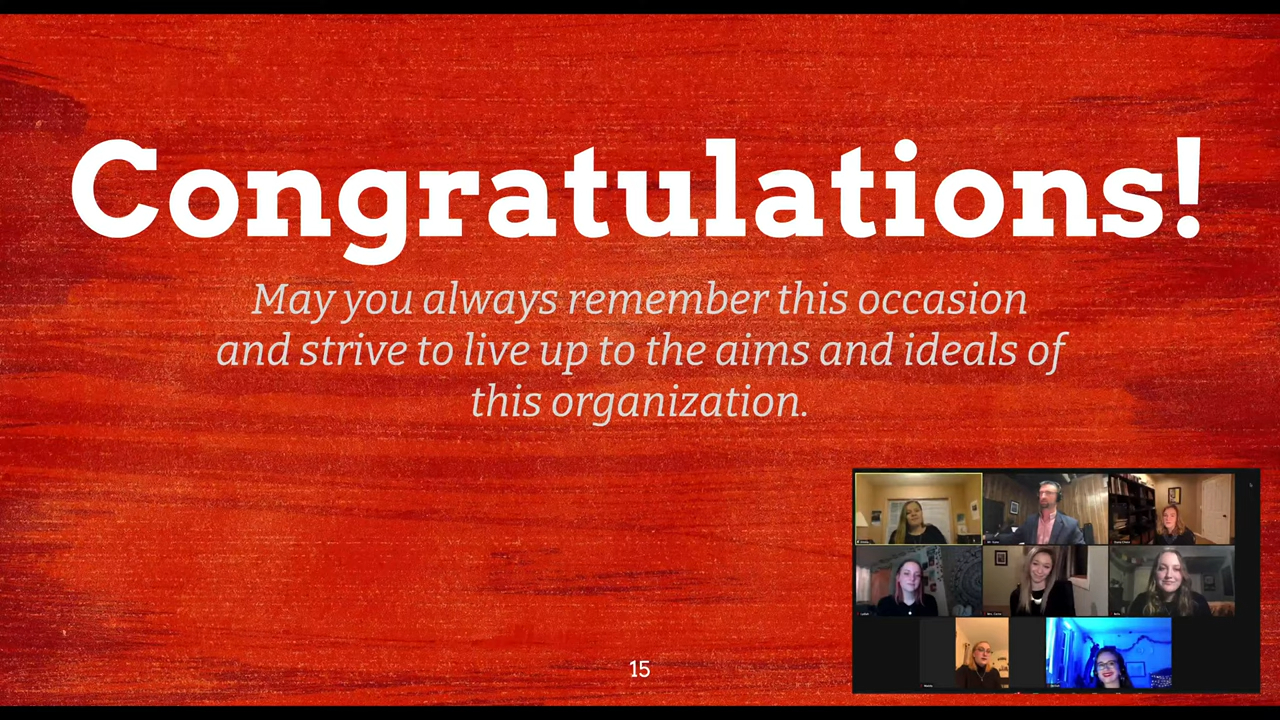 Congratulations!
May you always remember this occasion
and strive to live up to the aims and ideals of
this organization.
15